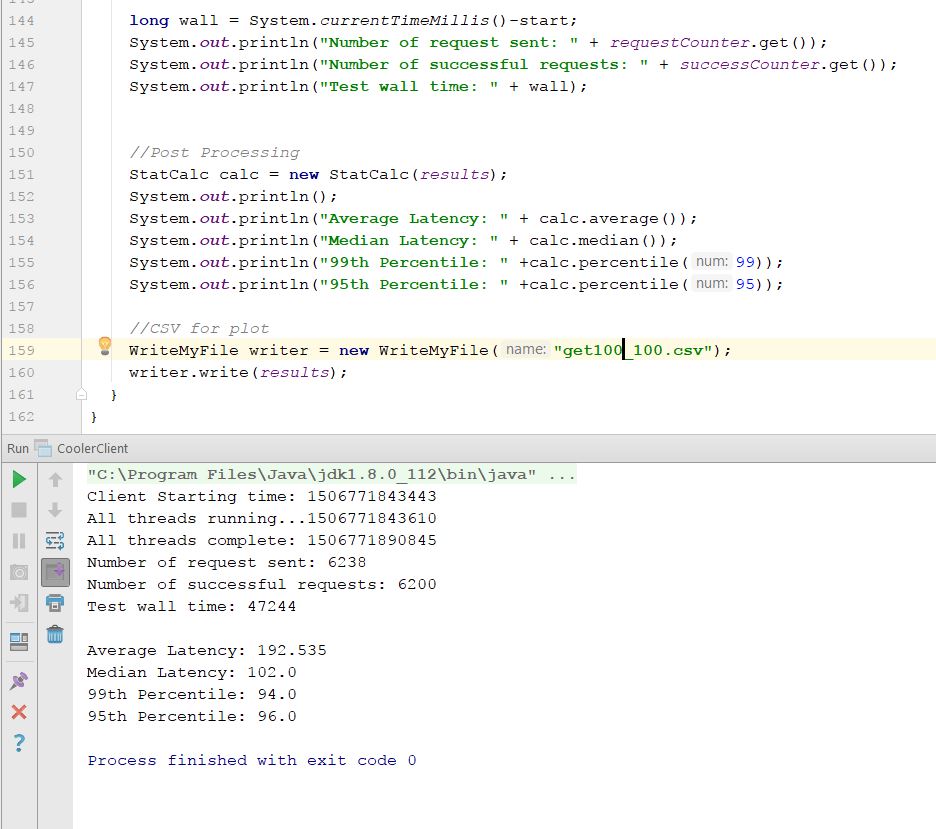 144 long wall = System.currentTimeMillis()-start;
145 System.out.println("Number of request sent: " + requestCounter.get());
146 System.out.println("Number of successful requests: " + successCounter.get());
147 System.out.println("Test wall time: " + wall);
148
149
150 //Post Processing
151 StatCalc calc = new StatCalc(results);
152 System.out.println();
153 System.out.println("Average Latency: " + calc.average());
154 System.out.println("Median Latency: " + calc.median());
155 System.out.println("99th Percentile: " +calc.percentile( num: 99));
156 System.out.println("95th Percentile: " +calc.percentile( num: 95));
157
158 //CSV for plot
159 WriteMyFile writer = new WriteMyFile( name: "get100_100.csv");
160 writer.write(results);
161 }
162 }
Run CoolerClient
"C:\Program Files\Java\jdk1.8.0_112\bin\java" ...
Client Starting time: 1506771843443
All threads running...1506771843610
All threads complete: 1506771890845
Number of request sent: 6238
Number of successful requests: 6200
Test wall time: 47244
Average Latency: 192.535
Median Latency: 102.0
99th Percentile: 94.0
95th Percentile: 96.0
Process finished with exit code 0